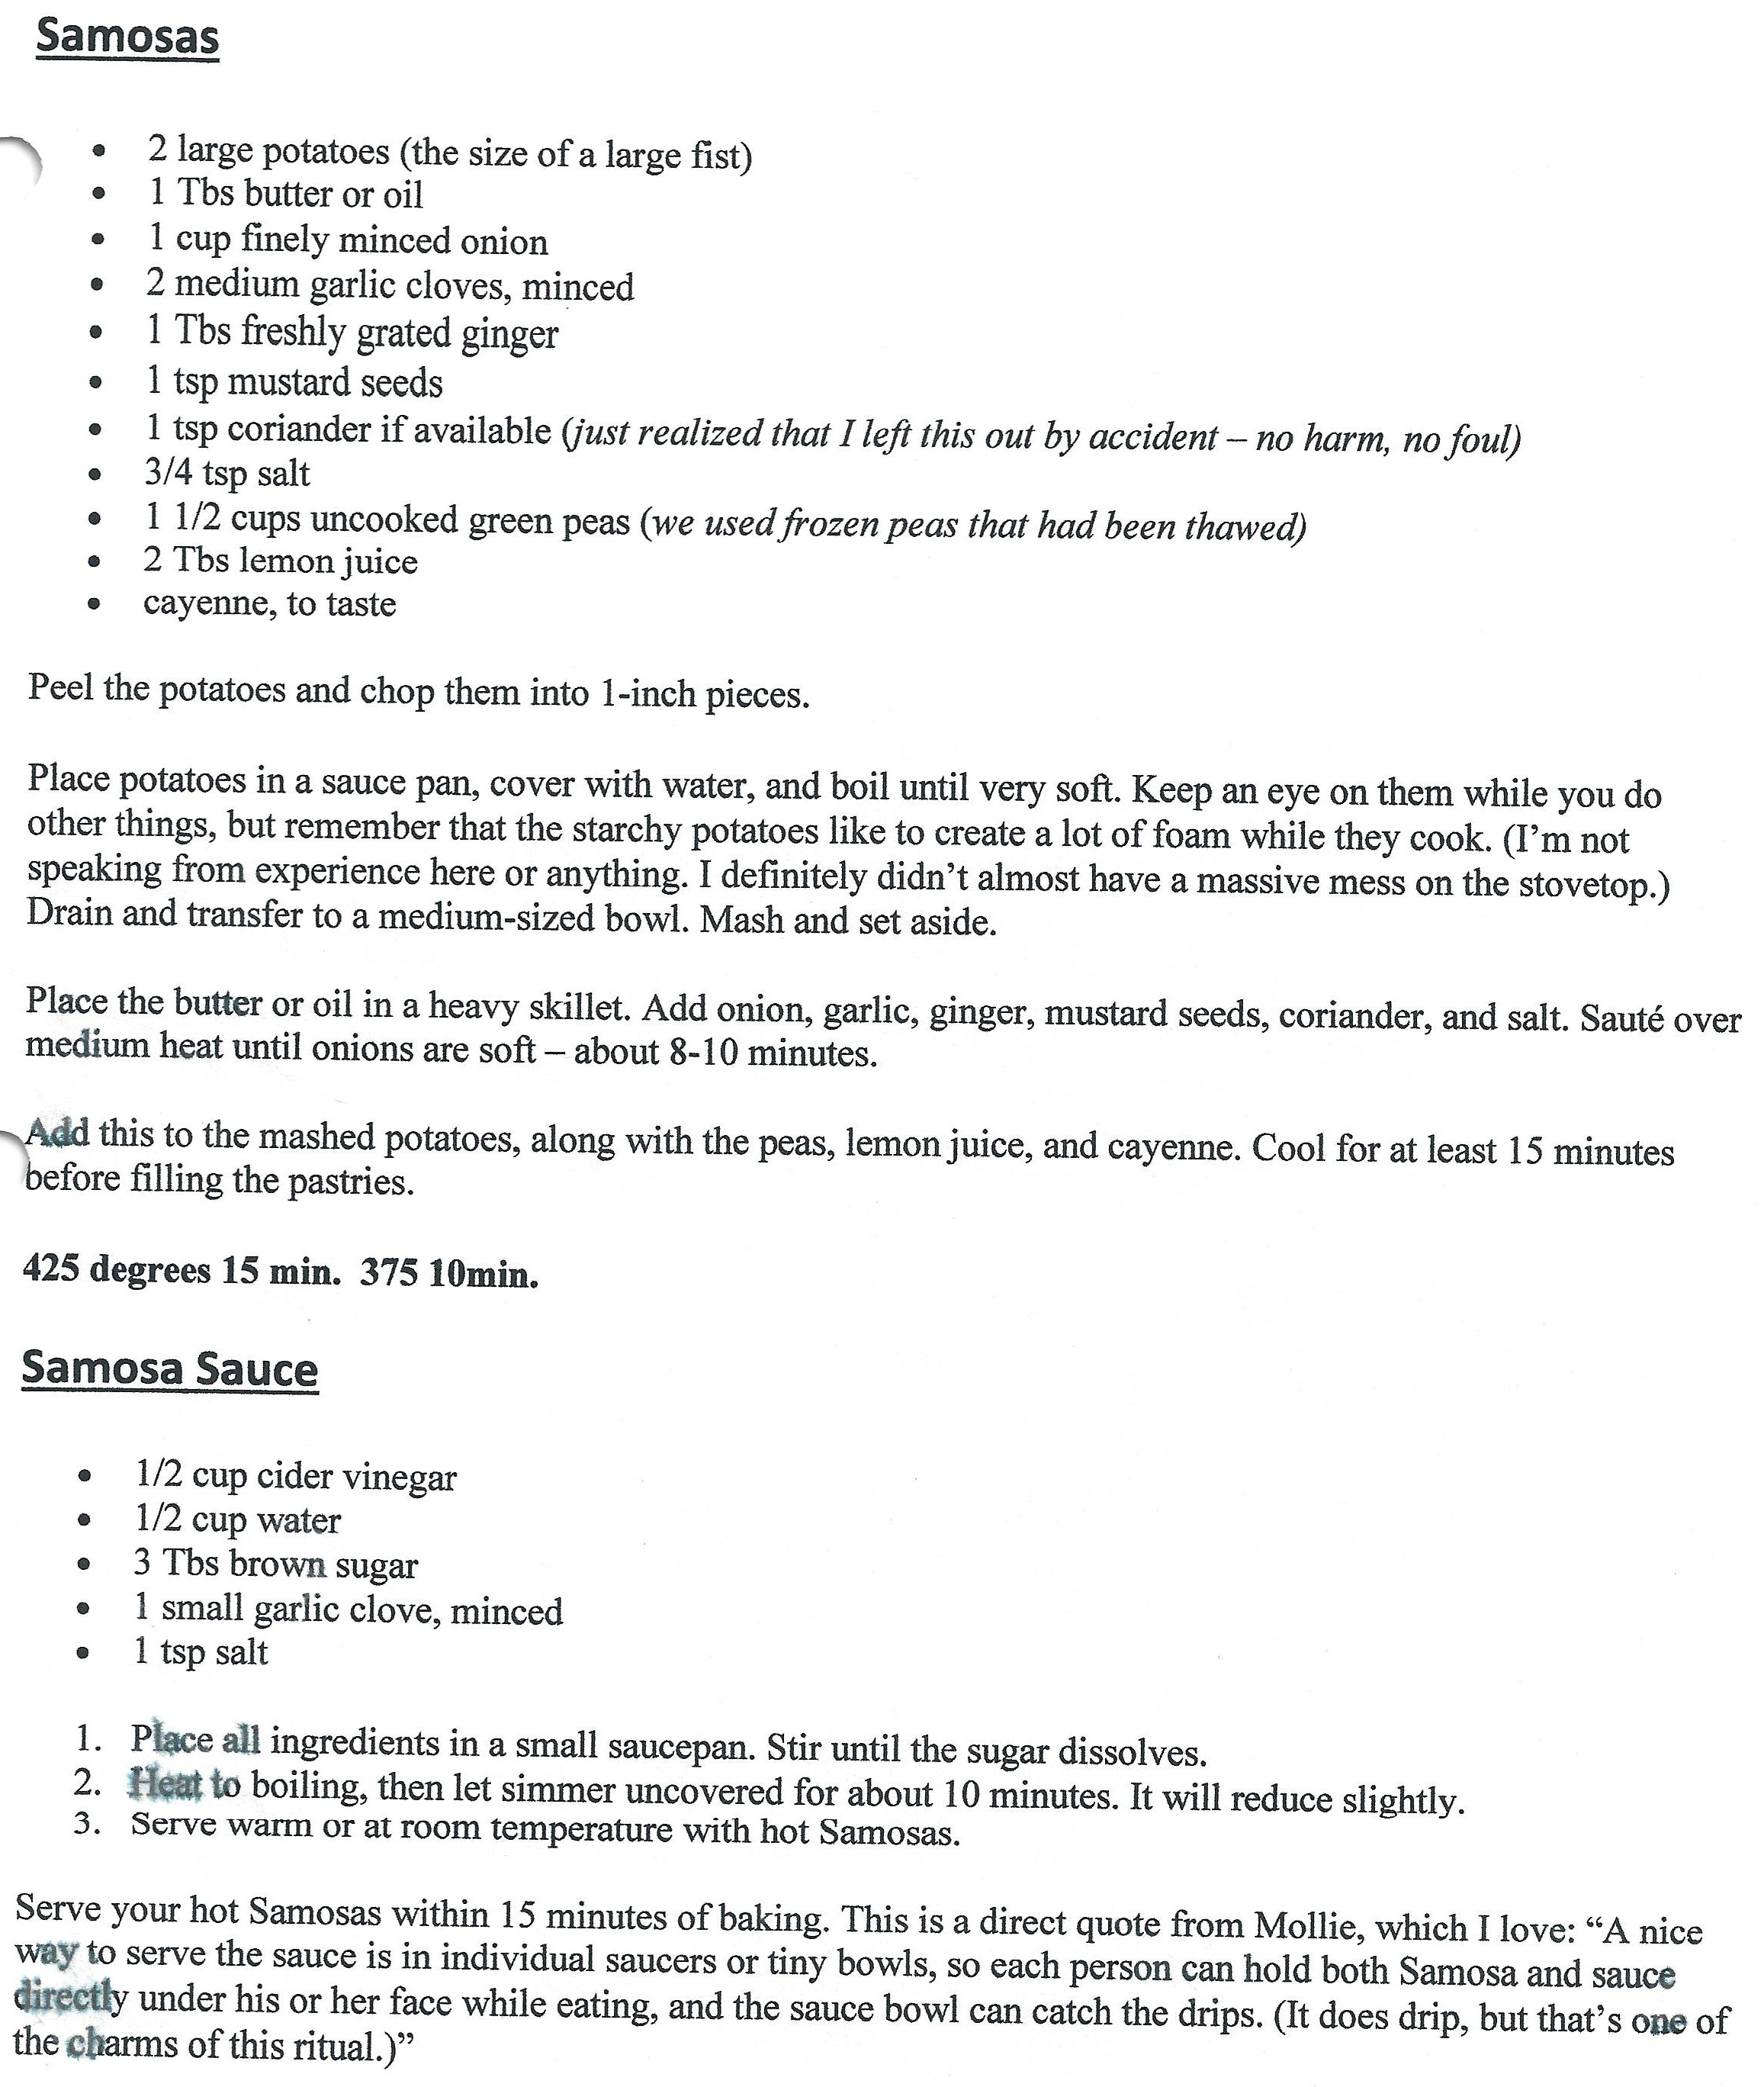 Samosas
• 2 large potatoes (the size of a large fist)
• 1 Tbs butter or oil
• 1 cup finely minced onion
• 2 medium garlic cloves, minced
• 1 Tbs freshly grated ginger
• 1 tsp mustard seeds
• 1 tsp coriander if available (just realized that I left this out by accident – no harm, no foul)
• 3/4 tsp salt
• 1 1/2 cups uncooked green peas (we used frozen peas that had been thawed)
• 2 Tbs lemon juice
• cayenne, to taste
Peel the potatoes and chop them into 1-inch pieces.
Place potatoes in a sauce pan, cover with water, and boil until very soft. Keep an eye on them while you do
other things, but remember that the starchy potatoes like to create a lot of foam while they cook. (I’m not
speaking from experience here or anything. I definitely didn’t almost have a massive mess on the stovetop.)
Drain and transfer to a medium-sized bowl. Mash and set aside.
Place the butter or oil in a heavy skillet. Add onion, garlic, ginger, mustard seeds, coriander, and salt. Sauté over
medium heat until onions are soft – about 8-10 minutes.
Add this to the mashed potatoes, along with the peas, lemon juice, and cayenne. Cool for at least 15 minutes
before filling the pastries.
425 degrees 15 min.  375 10min.
Samosa Sauce
• 1/2 cup cider vinegar
• 1/2 cup water
• 3 Tbs brown sugar
• 1 small garlic clove, minced
• 1 tsp salt
1. Place all ingredients in a small saucepan. Stir until the sugar dissolves.
2. Heat to boiling, then let simmer uncovered for about 10 minutes. It will reduce slightly.
3. Serve warm or at room temperature with hot Samosas.
Serve your hot Samosas within 15 minutes of baking. This is a direct quote from Mollie, which I love: “A nice
way to serve the sauce is in individual saucers or tiny bowls, so each person can hold both Samosa and sauce
directly under his or her face while eating, and the sauce bowl can catch the drips. (It does drip, but that’s one of
the charms of this ritual.)”